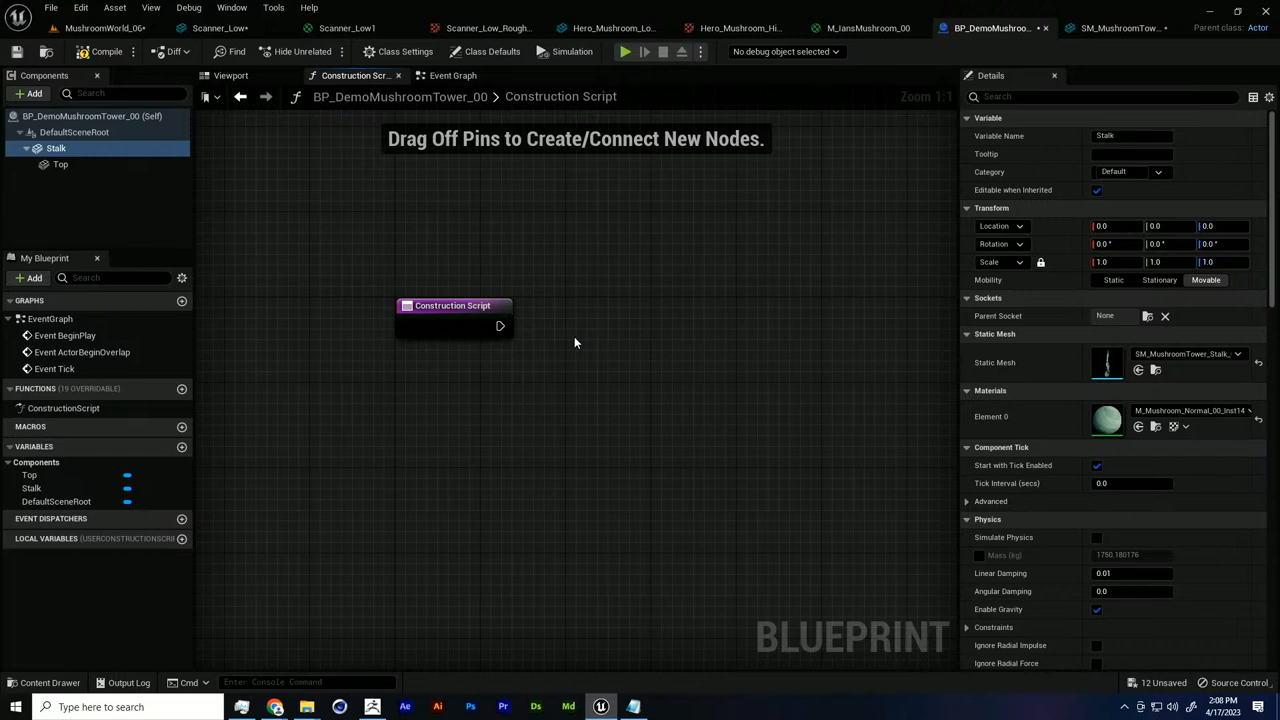 File Edit Asset View Debug Window Tools Help
MushroomWorld_06* Scanner_Low* Scanner_Low1 Scanner_Low_Rough... Hero_Mushroom_Lo... Hero_Mushroom_Hi... M_IansMushroom_00 BP_DemoMushroo... SM_MushroomTow... Parent class: Actor
Compile Diff Find Hide Unrelated Class Settings Class Defaults Simulation No debug object selected
Components Viewport Construction Scr... Event Graph Details
Add Search BP_DemoMushroomTower_00 > Construction Script Zoom 1:1 Search
BP_DemoMushroomTower_00 (Self)
DefaultSceneRoot
Stalk
Top
Drag Off Pins to Create/Connect New Nodes.
Construction Script
BLUEPRINT
My Blueprint
Add Search
GRAPHS
EventGraph
Event BeginPlay
Event ActorBeginOverlap
Event Tick
FUNCTIONS (19 OVERRIDABLE)
ConstructionScript
MACROS
VARIABLES
Components
Top
Stalk
DefaultSceneRoot
EVENT DISPATCHERS
LOCAL VARIABLES (USERCONSTRUCTIONSCRI
Variable
Variable Name Stalk
Tooltip
Category Default
Editable when Inherited
Transform
Location 0.0 0.0 0.0
Rotation 0.0 ° 0.0 ° 0.0 °
Scale 1.0 1.0 1.0
Mobility Static Stationary Movable
Sockets
Parent Socket None
Static Mesh
Static Mesh SM_MushroomTower_Stalk_
Materials
Element 0 M_Mushroom_Normal_00_Inst14
Component Tick
Start with Tick Enabled
Tick Interval (secs) 0.0
Advanced
Physics
Simulate Physics
Mass (kg) 1750.180176
Linear Damping 0.01
Angular Damping 0.0
Enable Gravity
Constraints
Ignore Radial Impulse
Ignore Radial Force
Content Drawer Output Log Cmd Enter Console Command 12 Unsaved Source Control
Type here to search Ae Ai Ps Pr Ds Md 2:08 PM
4/17/2023